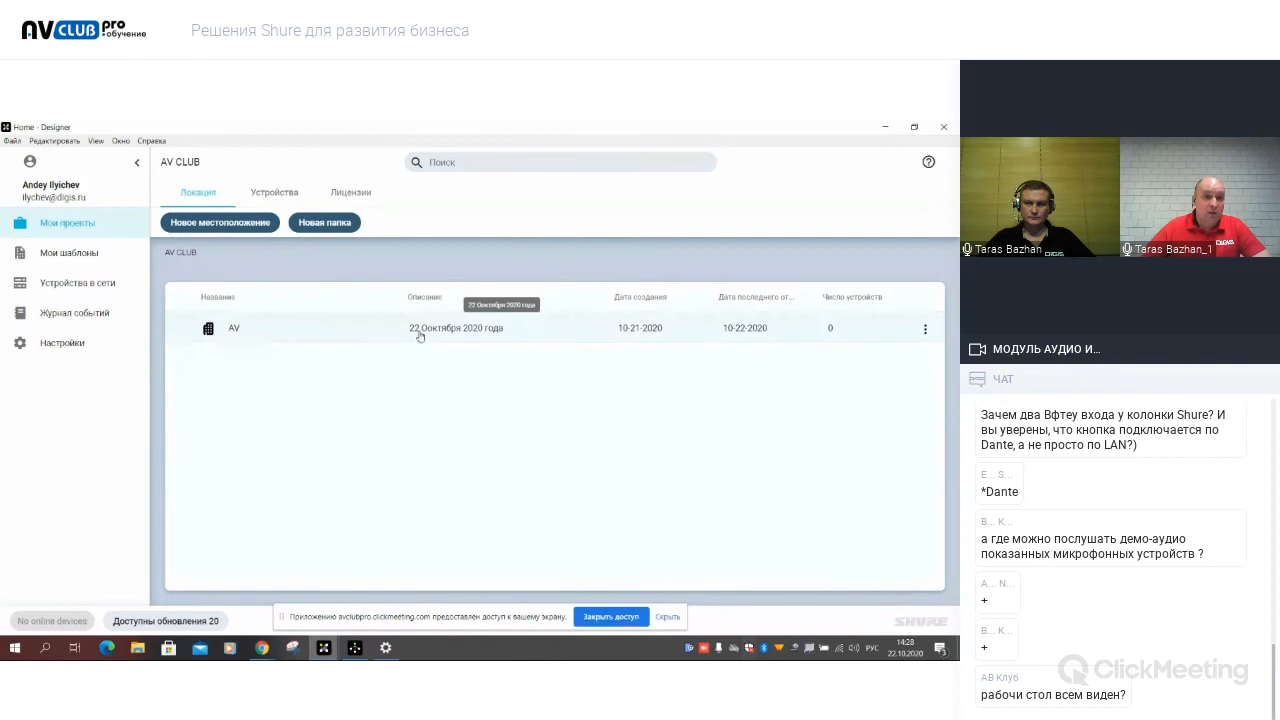 AVCLUB pro обучение
Решения Shure для развития бизнеса
Home - Designer
Файл Редактировать View Окно Справка
Andey Ilyichev
ilychev@digis.ru
Мои проекты
Мои шаблоны
Устройства в сети
Журнал событий
Настройки
AV CLUB
Поиск
Локация Устройства Лицензии
Новое местоположение Новая папка
AV CLUB
Название Описание Дата создания Дата последнего от... Число устройств
22 Ооктября 2020 года
AV 22 Ооктября 2020 года 10-21-2020 10-22-2020 0
No online devices Доступны обновления 20
Приложению avclubpro.clickmeeting.com предоставлен доступ к вашему экрану. Закрыть доступ Скрыть
SHURE
РУС
14:28
22.10.2020
3
Taras Bazhan
Taras Bazhan_1
DIGIS
МОДУЛЬ АУДИО И...
ЧАТ
Зачем два Вфтеу входа у колонки Shure? И
вы уверены, что кнопка подключается по
Dante, а не просто по LAN?)
E... S...
*Dante
В... К...
а где можно послушать демо-аудио
показанных микрофонных устройств ?
A... N...
+
В... К...
+
АВ Клуб
рабочи стол всем виден?
ClickMeeting